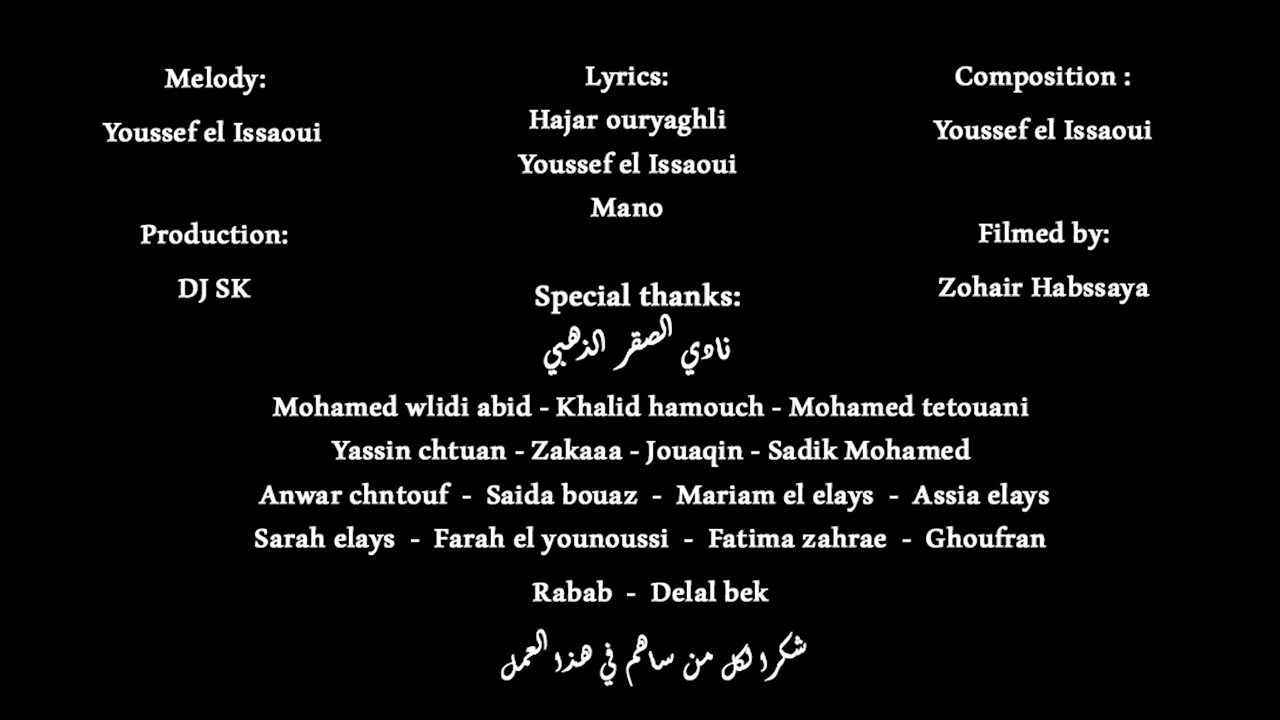 Melody:
Youssef el Issaoui
Lyrics:
Hajar ouryaghli
Youssef el Issaoui
Mano
Composition :
Youssef el Issaoui
Production:
DJ SK
Filmed by:
Zohair Habssaya
Special thanks:
نادي الصقر الذهبي
Mohamed wlidi abid - Khalid hamouch - Mohamed tetouani
Yassin chtuan - Zakaaa - Jouaqin - Sadik Mohamed
Anwar chntouf - Saida bouaz - Mariam el elays - Assia elays
Sarah elays - Farah el younoussi - Fatima zahrae - Ghoufran
Rabab - Delal bek
شكرا لكل من ساهم في هذا العمل